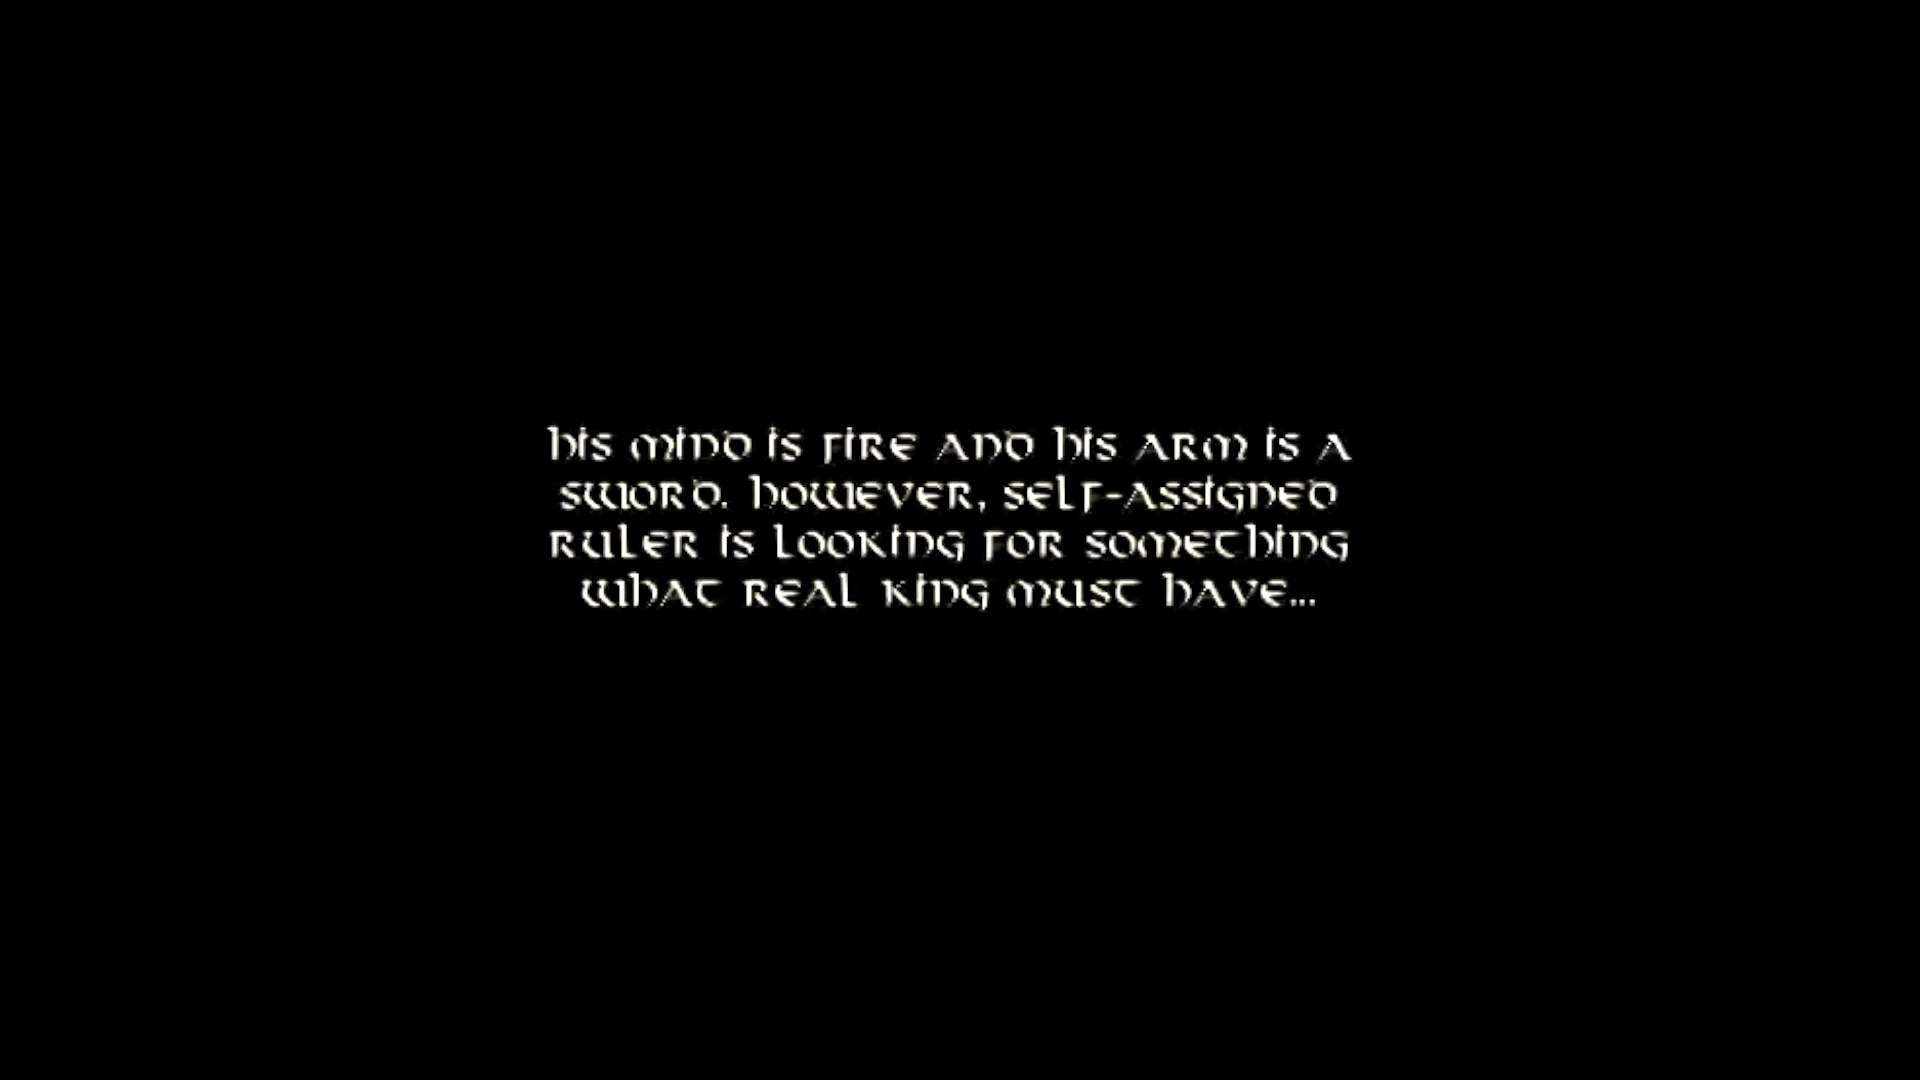 His mind is fire and his arm is a
sword. However, self-assigned
ruler is looking for something
what real king must have...